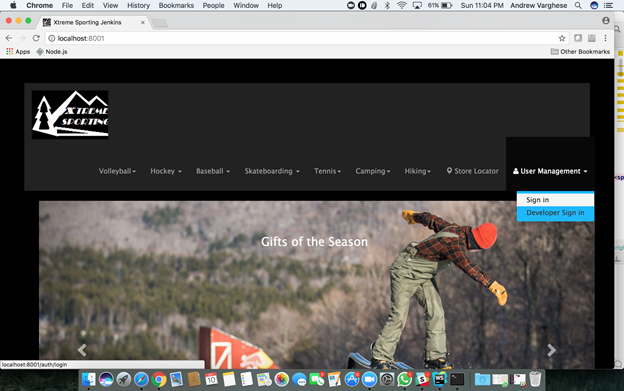 Chrome File Edit View History Bookmarks People Window Help 61% Sun 11:04 PM Andrew Varghese
Xtreme Sporting Jenkins
localhost:8001
Apps Node.js Other Bookmarks
XTREME
SPORTING
Volleyball Hockey Baseball Skateboarding Tennis Camping Hiking Store Locator User Management
Sign in
Developer Sign in
Gifts of the Season
localhost:8001/auth/login